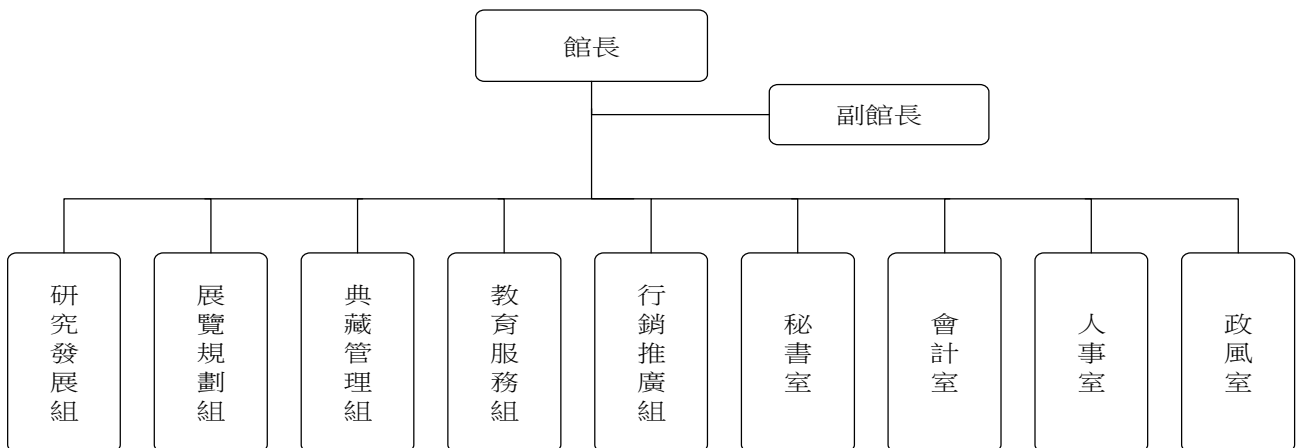 館長
副館長
研究發展組
展覽規劃組
典藏管理組
教育服務組
行銷推廣組
秘書室
會計室
人事室
政風室